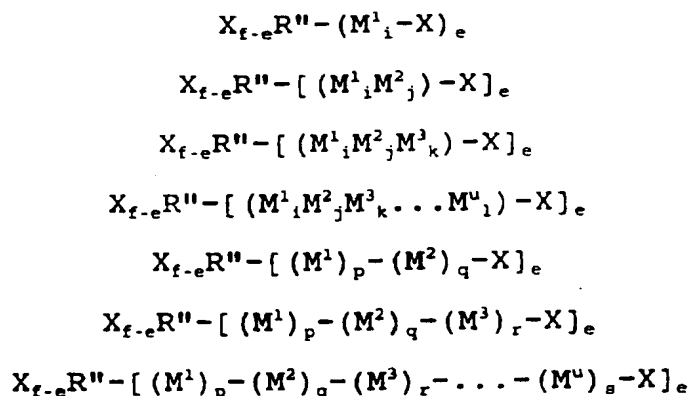 X_{f-e}R"-(M^1_i-X)_e
X_{f-e}R"-[(M^1_iM^2_j)-X]_e
X_{f-e}R"-[(M^1_iM^2_jM^3_k)-X]_e
X_{f-e}R"-[(M^1_iM^2_jM^3_k...M^u_l)-X]_e
X_{f-e}R"-[(M^1)_p-(M^2)_q-X]_e
X_{f-e}R"-[(M^1)_p-(M^2)_q-(M^3)_r-X]_e
X_{f-e}R"-[(M^1)_p-(M^2)_q-(M^3)_r-...-(M^u)_s-X]_e